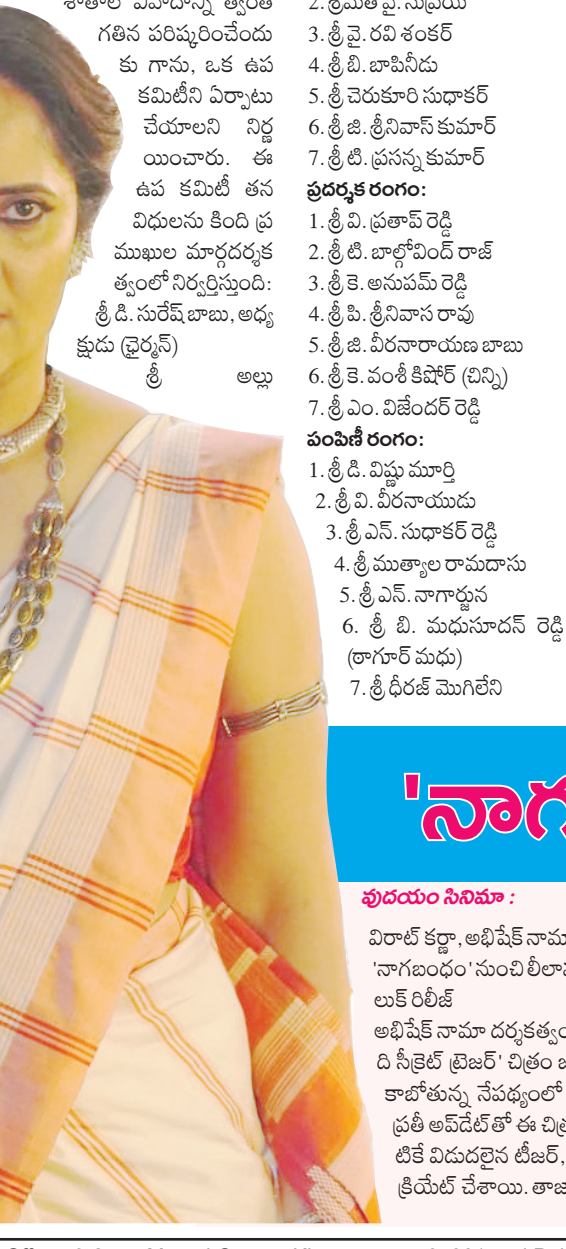 గతిన పరిష్కరించేందు
కు గాను, ఒక ఉప
కమిటీని ఏర్పాటు
చేయాలని నిర్ణ
యించారు. ఈ
ఉప కమిటీ తన
విధులను కింది ప్ర
ముఖుల మార్గదర్శక
త్వంలో నిర్వర్తిస్తుంది:
శ్రీ డి. సురేష్ బాబు, అధ్య
క్షుడు (ఛైర్మన్)
శ్రీ అల్లు
3. శ్రీ వై. రవి శంకర్
4. శ్రీ బి. బాపినీడు
5. శ్రీ చెరుకూరి సుధాకర్
6. శ్రీ జి. శ్రీనివాస్ కుమార్
7. శ్రీ టి. ప్రసన్న కుమార్
ప్రదర్శక రంగం:
1. శ్రీ వి. ప్రతాప్ రెడ్డి
2. శ్రీ టి. బాల్గోవింద్ రాజ్
3. శ్రీ కె. అనుపమ్ రెడ్డి
4. శ్రీ పి. శ్రీనివాస రావు
5. శ్రీ జి. వీరనారాయణ బాబు
6. శ్రీ కె. వంశీ కిషోర్ (చిన్ని)
7. శ్రీ ఎం. విజేందర్ రెడ్డి
పంపిణీ రంగం:
1. శ్రీ డి. విష్ణు మూర్తి
2. శ్రీ వి. వీరనాయుడు
3. శ్రీ ఎన్. సుధాకర్ రెడ్డి
4. శ్రీ ముత్యాల రామదాసు
5. శ్రీ ఎన్. నాగార్జున
6. శ్రీ బి. మధుసూదన్ రెడ్డి
(ఠాగూర్ మధు)
7. శ్రీ ధీరజ్ మొగిలేని
'నాగ
వుదయం సినిమా :
విరాట్ కర్ణా, అభిషేక్ నామా
'నాగబంధం' నుంచి లీలా
లుక్ రిలీజ్
అభిషేక్ నామా దర్శకత్వం
ది సీక్రెట్ ట్రెజర్' చిత్రం
కాబోతున్న నేపథ్యంలో
ప్రతీ అప్‌డేట్‌తో ఈ చిత్ర
టికే విడుదలైన టీజర్,
క్రియేట్ చేశాయి. తాజ